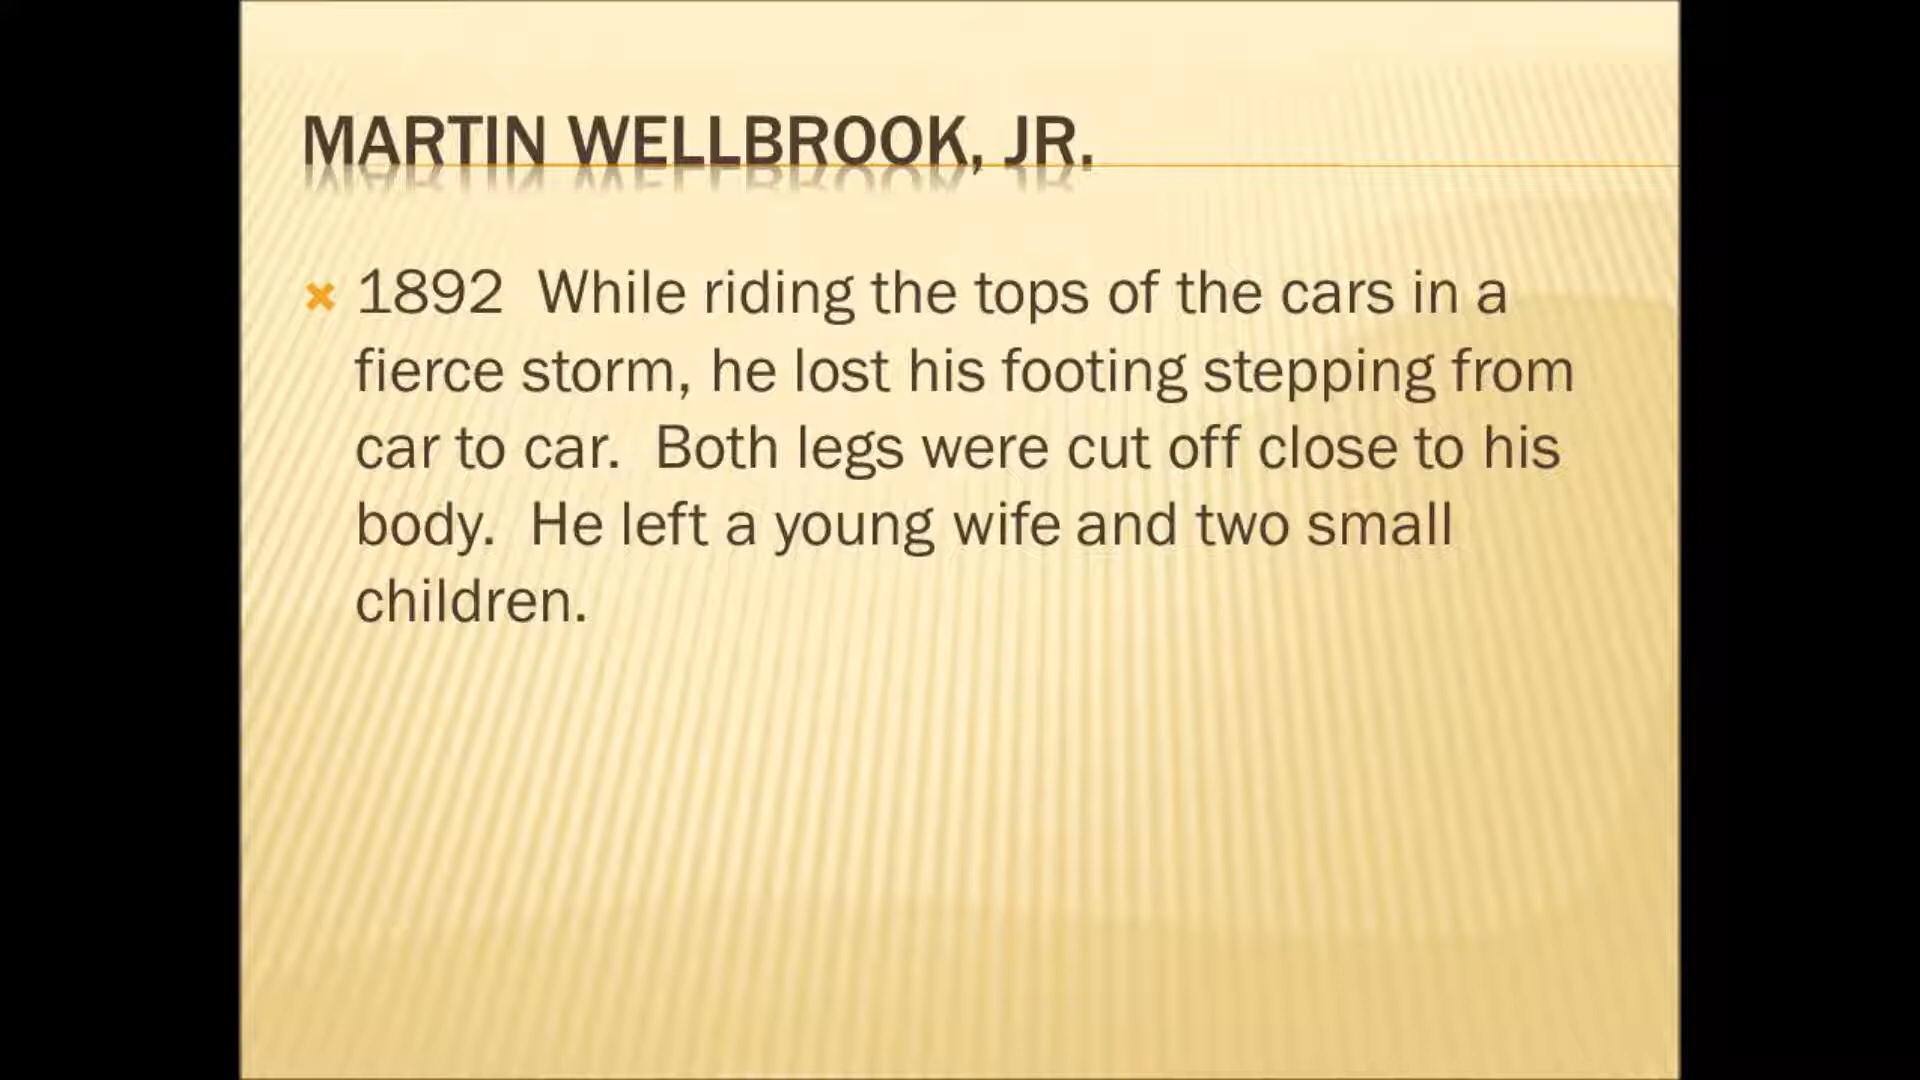 MARTIN WELLBROOK, JR.
1892  While riding the tops of the cars in a
fierce storm, he lost his footing stepping from
car to car.  Both legs were cut off close to his
body.  He left a young wife and two small
children.